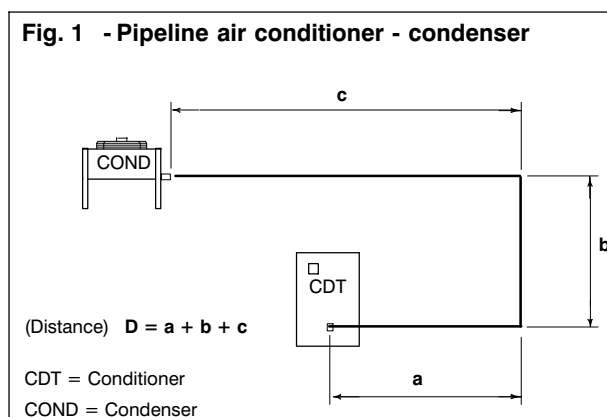 Fig. 1 - Pipeline air conditioner - condenser
c
COND
b
CDT
(Distance) D = a + b + c
a
CDT = Conditioner
COND = Condenser